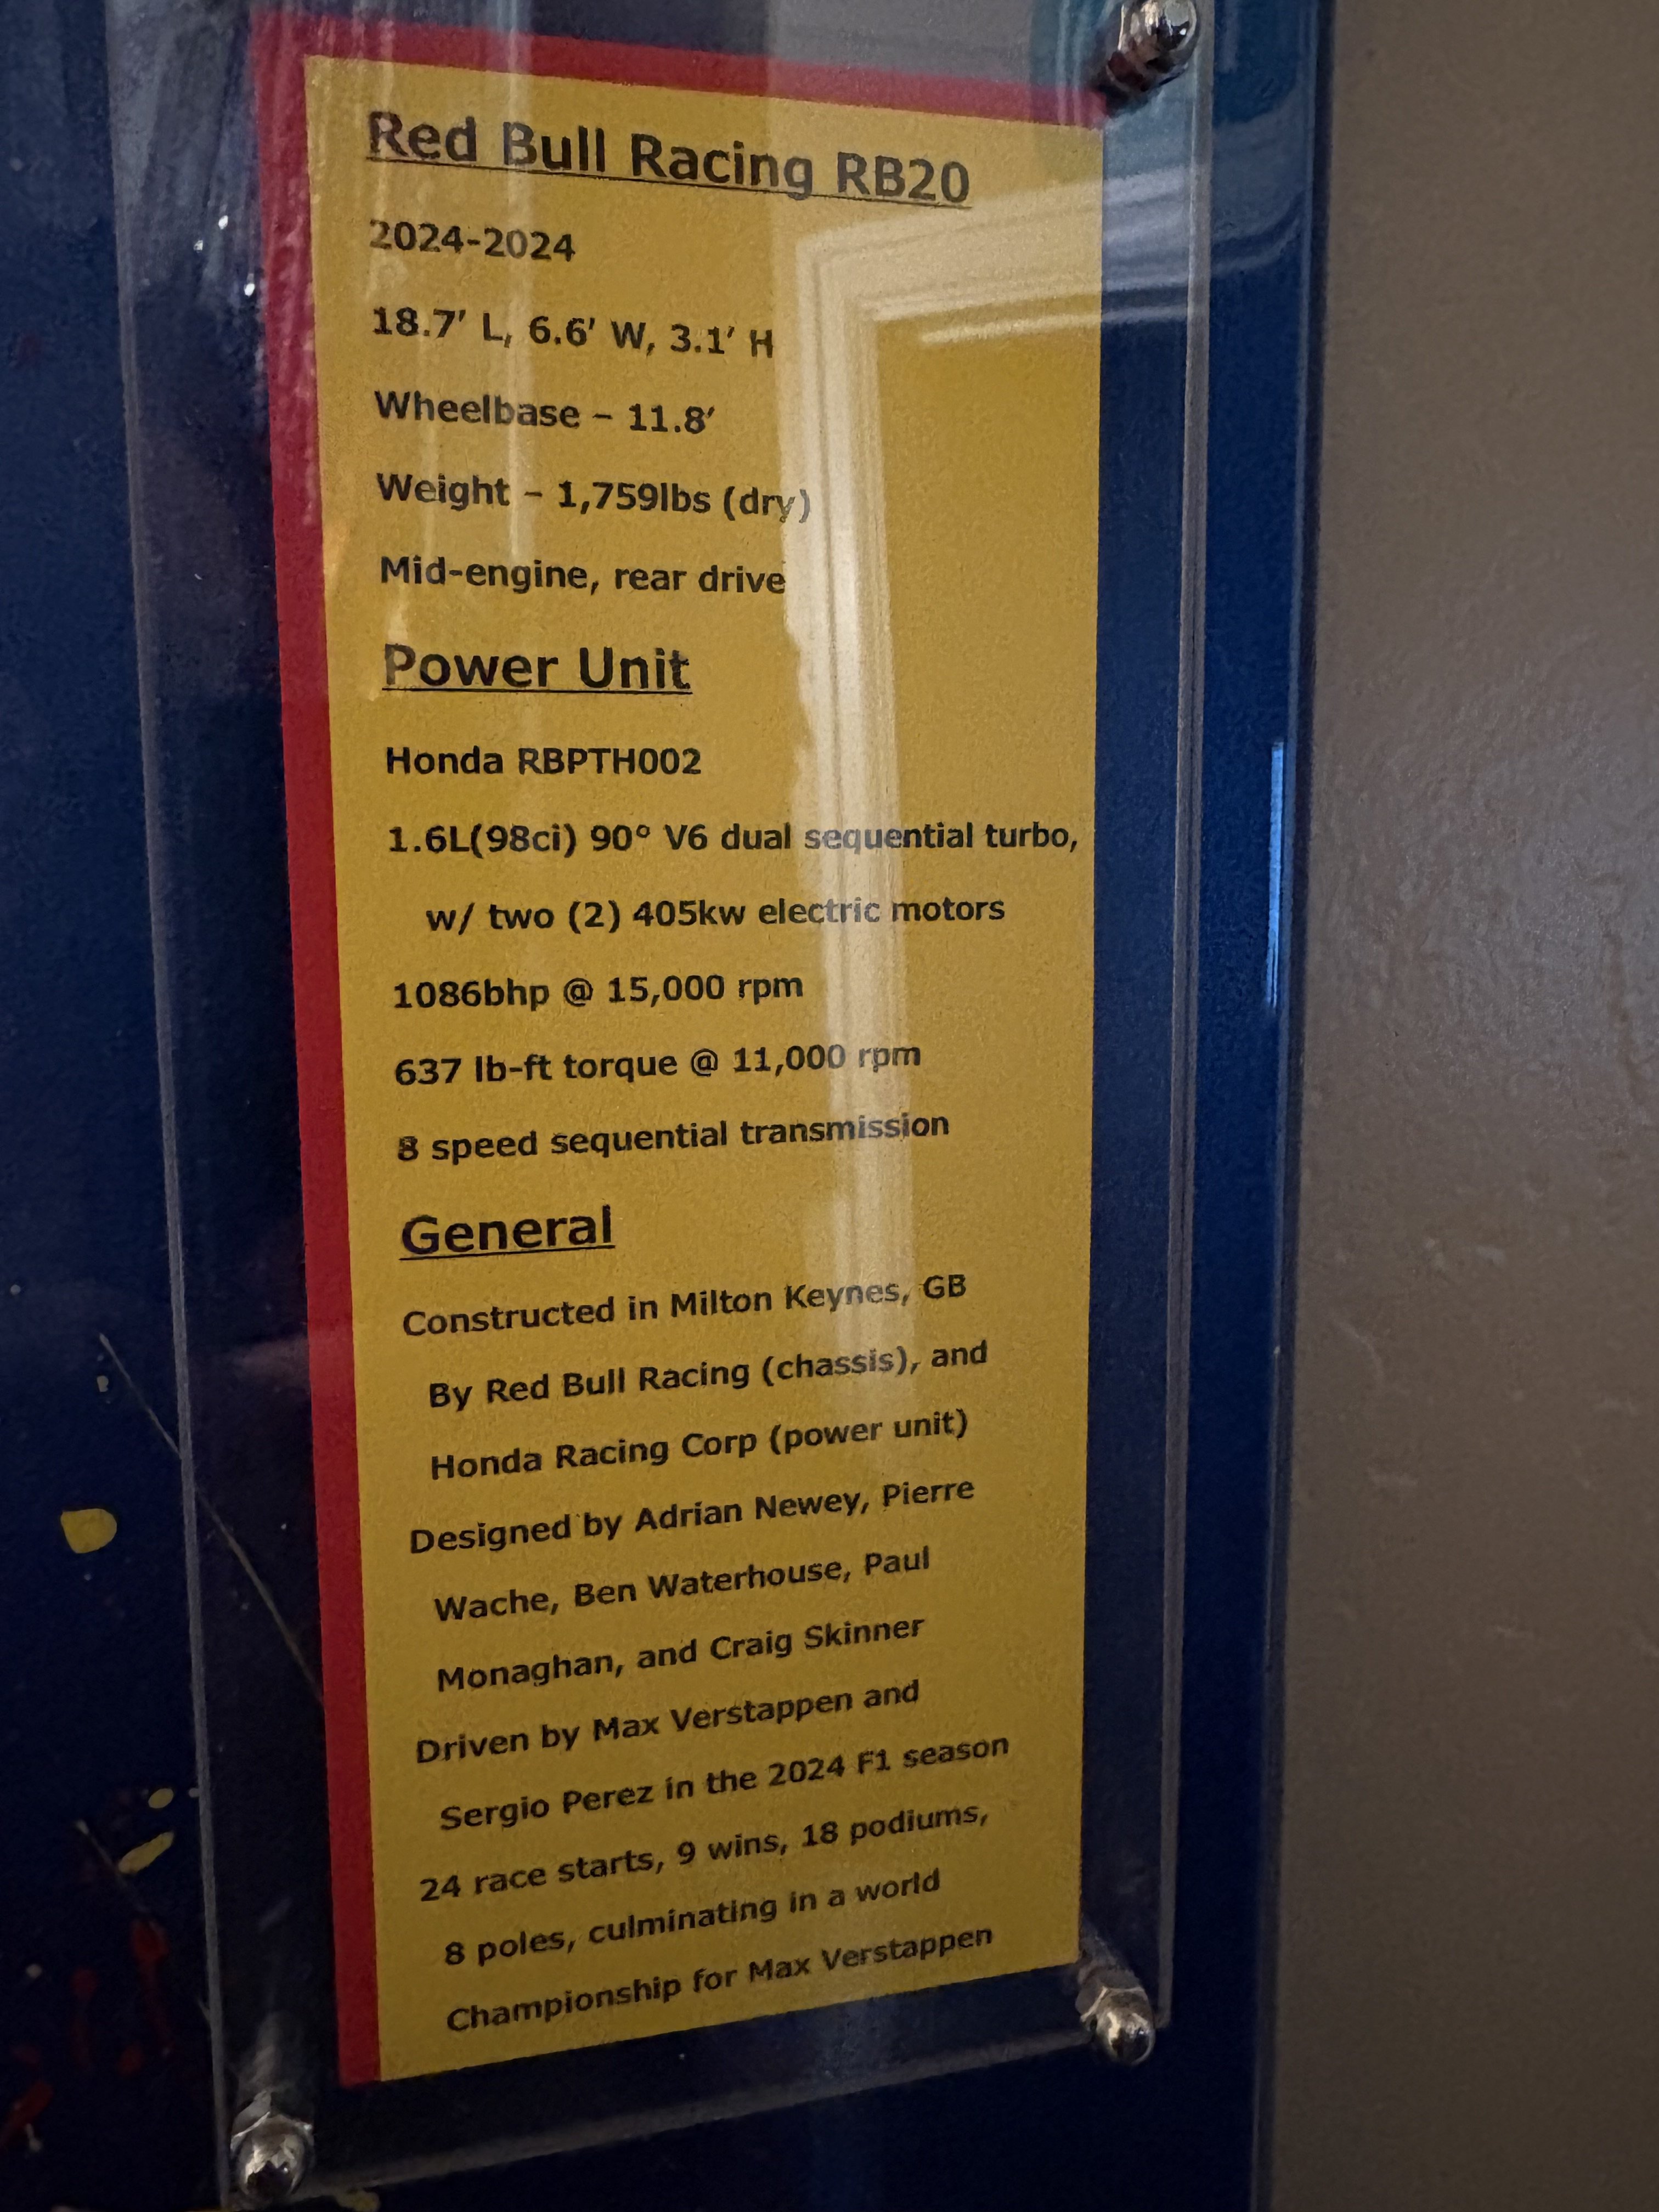 Red Bull Racing RB20
2024-2024
18.7’ L, 6.6’ W, 3.1’ H
Wheelbase – 11.8’
Weight – 1,759lbs (dry)
Mid-engine, rear drive
Power Unit
Honda RBPTH002
1.6L(98ci) 90° V6 dual sequential turbo,
w/ two (2) 405kw electric motors
1086bhp @ 15,000 rpm
637 lb-ft torque @ 11,000 rpm
8 speed sequential transmission
General
Constructed in Milton Keynes, GB
By Red Bull Racing (chassis), and
Honda Racing Corp (power unit)
Designed by Adrian Newey, Pierre
Wache, Ben Waterhouse, Paul
Monaghan, and Craig Skinner
Driven by Max Verstappen and
Sergio Perez in the 2024 F1 season
24 race starts, 9 wins, 18 podiums,
8 poles, culminating in a world
Championship for Max Verstappen